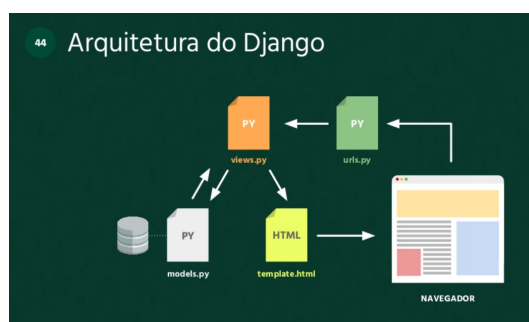 44
Arquitetura do Django
PY
PY
views.py
urls.py
PY
HTML
models.py
template.html
NAVEGADOR